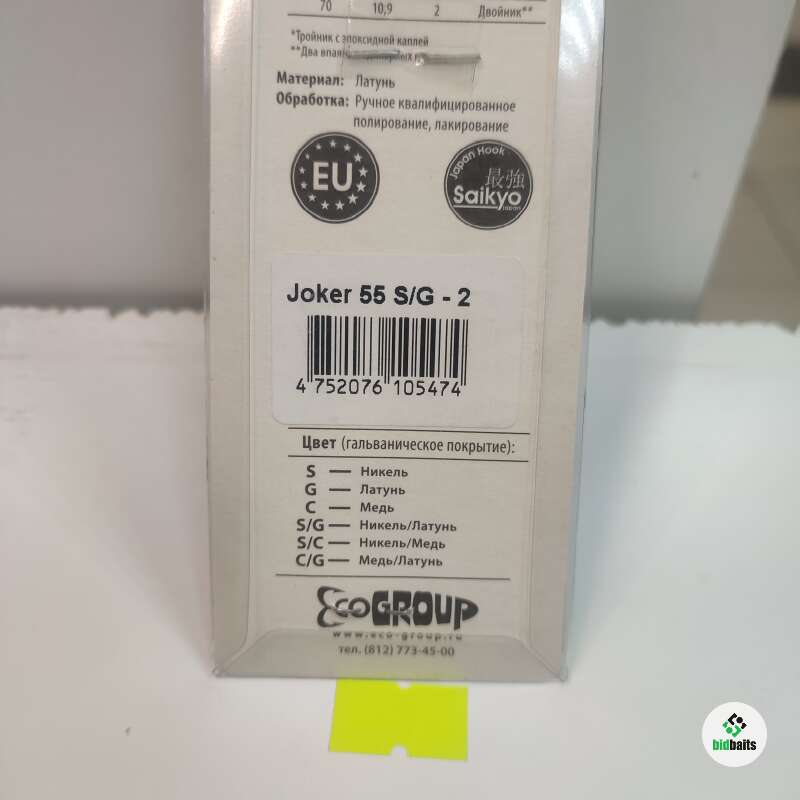 70 10,9 2 Двойник**
*Тройник с эпоксидной каплей
**Два
Материал: Латунь
Обработка: Ручное квалифицированное
полирование, лакирование
EU
Japan Hook
最強
Saikyo
Japan
Joker 55 S/G - 2
4 752076 105474
Цвет (гальваническое покрытие):
S — Никель
G — Латунь
C — Медь
S/G — Никель/Латунь
S/C — Никель/Медь
C/G — Медь/Латунь
ECOGROUP
www.eco-group.ru
тел. (812) 773-45-00
bidbaits